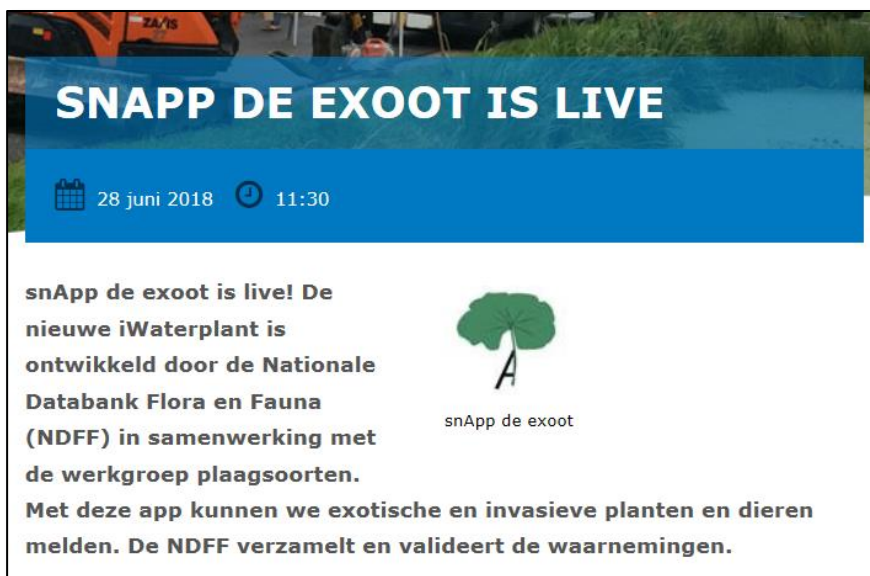 ZAXIS
SNAPP DE EXOOT IS LIVE
28 juni 2018 11:30
snApp de exoot is live! De
nieuwe iWaterplant is
ontwikkeld door de Nationale
Databank Flora en Fauna
(NDFF) in samenwerking met
de werkgroep plaagsoorten.
A
snApp de exoot
Met deze app kunnen we exotische en invasieve planten en dieren
melden. De NDFF verzamelt en valideert de waarnemingen.